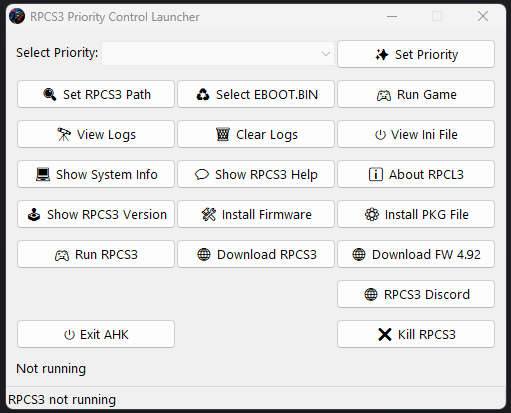 RPCS3 Priority Control Launcher
Select Priority:
Set Priority
Set RPCS3 Path
Select EBOOT.BIN
Run Game
View Logs
Clear Logs
View Ini File
Show System Info
Show RPCS3 Help
About RPCL3
Show RPCS3 Version
Install Firmware
Install PKG File
Run RPCS3
Download RPCS3
Download FW 4.92
RPCS3 Discord
Exit AHK
Kill RPCS3
Not running
RPCS3 not running